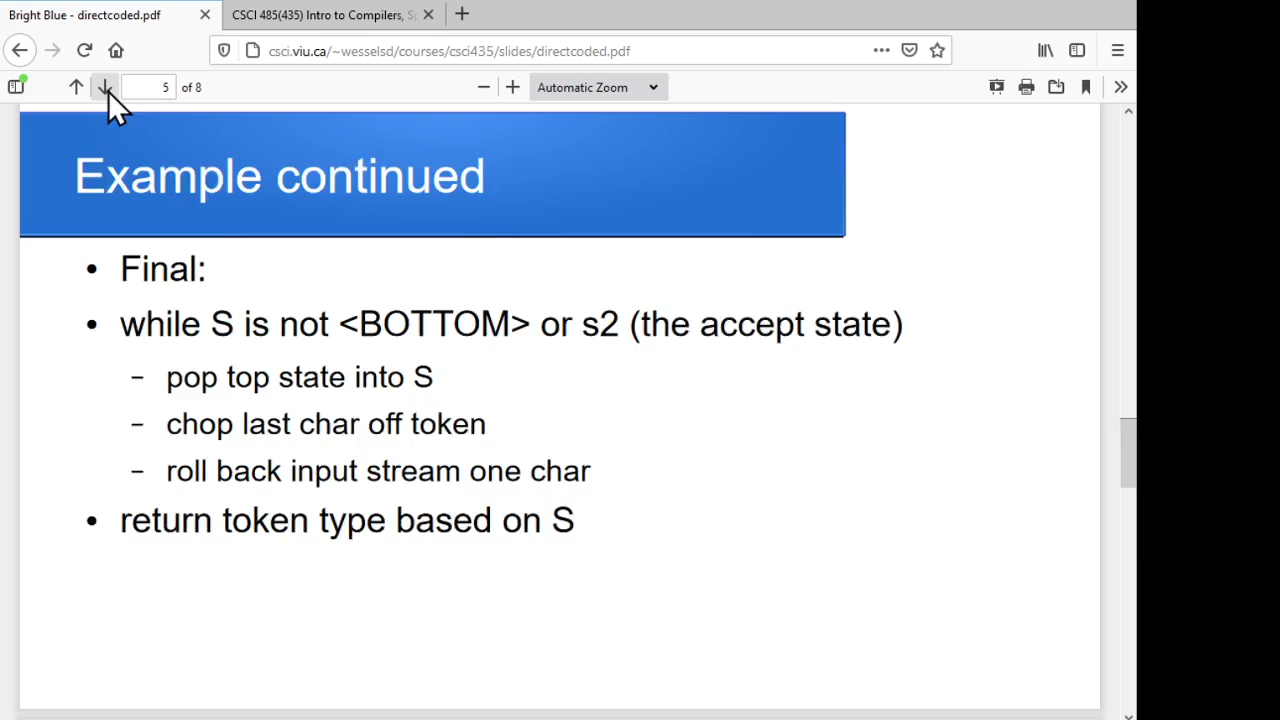 Bright Blue - directcoded.pdf
CSCI 485(435) Intro to Compilers, S
csci.viu.ca/~wesselsd/courses/csci435/slides/directcoded.pdf
5 of 8
Automatic Zoom
Example continued
• Final:
• while S is not <BOTTOM> or s2 (the accept state)
– pop top state into S
– chop last char off token
– roll back input stream one char
• return token type based on S